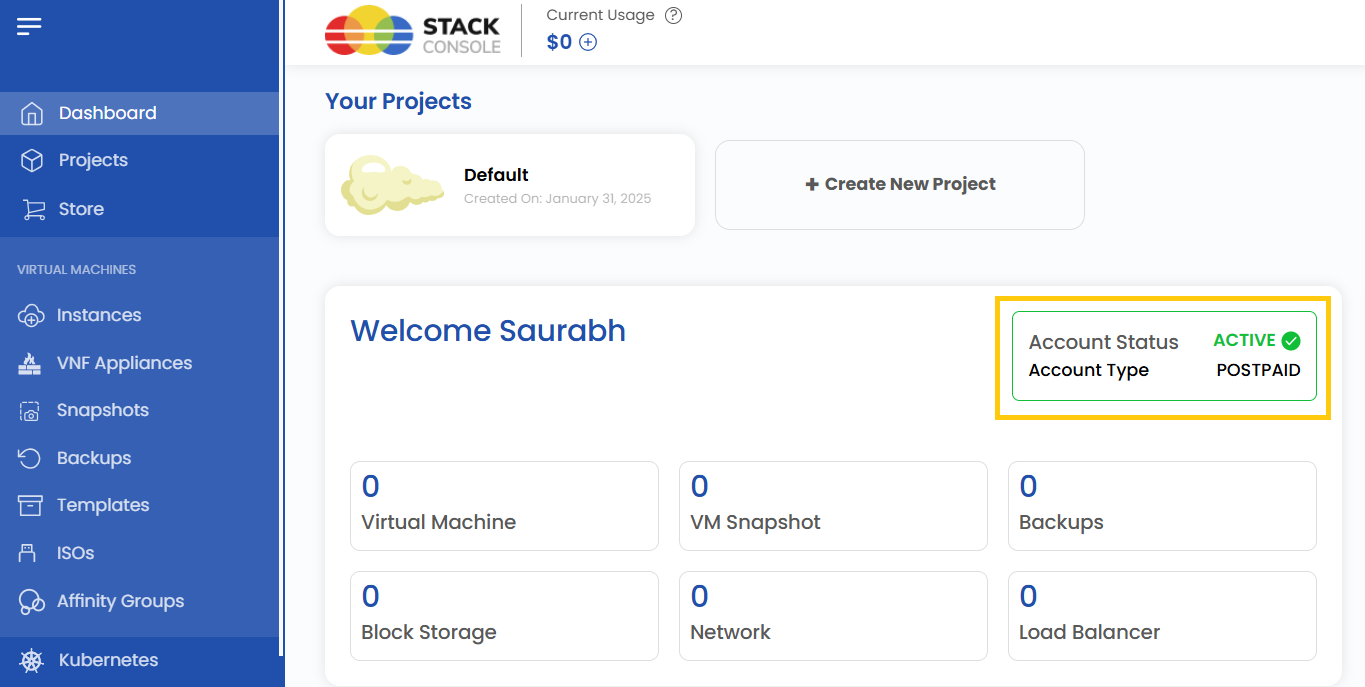 Dashboard
Projects
Store
VIRTUAL MACHINES
Instances
VNF Appliances
Snapshots
Backups
Templates
ISOs
Affinity Groups
Kubernetes
STACK
CONSOLE
Current Usage ?
$0
Your Projects
Default
Created On: January 31, 2025
+ Create New Project
Welcome Saurabh
Account Status ACTIVE
Account Type POSTPAID
0
Virtual Machine
0
VM Snapshot
0
Backups
0
Block Storage
0
Network
0
Load Balancer